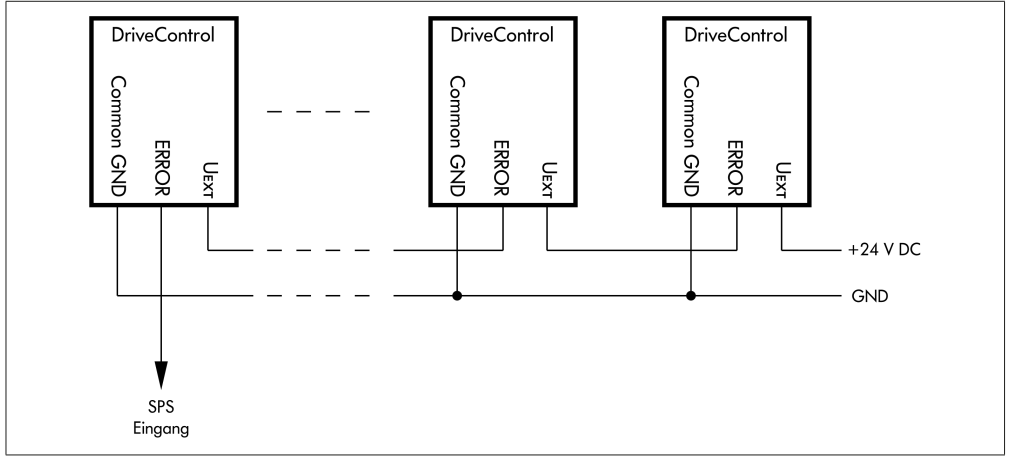 DriveControl
Common GND
ERROR
UEXT
DriveControl
Common GND
ERROR
UEXT
DriveControl
Common GND
ERROR
UEXT
+24 V DC
GND
SPS
Eingang